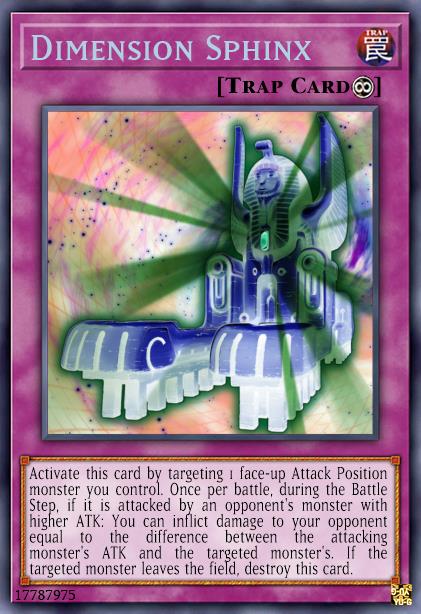 DIMENSION SPHINX
TRAP
罠
[TRAP CARD∞]
Activate this card by targeting 1 face-up Attack Position
monster you control. Once per battle, during the Battle
Step, if it is attacked by an opponent's monster with
higher ATK: You can inflict damage to your opponent
equal to the difference between the attacking
monster's ATK and the targeted monster's. If the
targeted monster leaves the field, destroy this card.
17787975